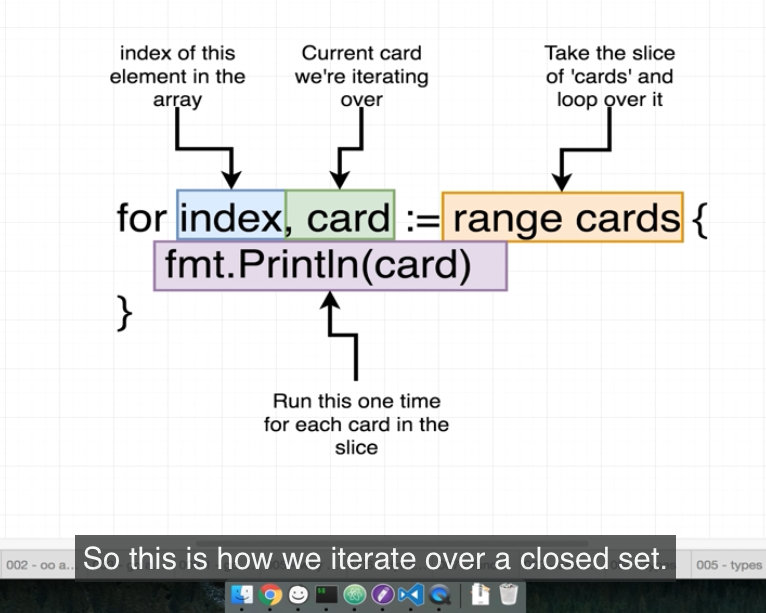 index of this
element in the
array
Current card
we're iterating
over
Take the slice
of 'cards' and
loop over it
for index, card := range cards {
fmt.Println(card)
}
Run this one time
for each card in the
slice
So this is how we iterate over a closed set.
002 - oo a...
005 - types